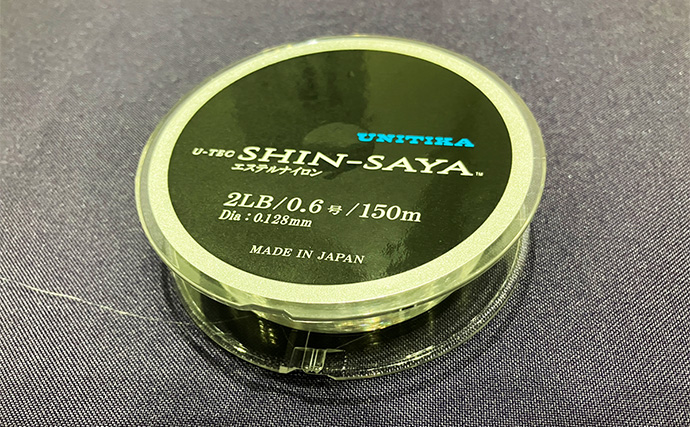 UNITIKA
U-TEC SHIN-SAYA™
エステルナイロン
2LB/0.6号/150m
Dia：0.128mm
MADE IN JAPAN